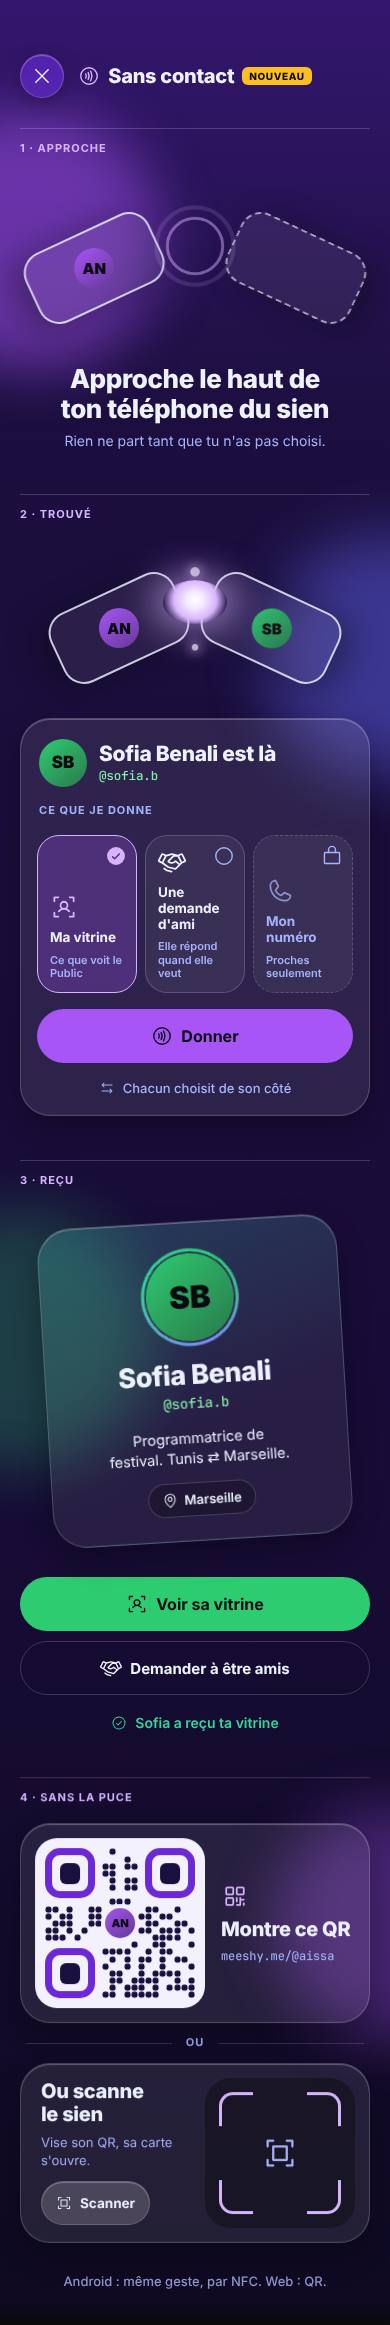 Sans contact NOUVEAU
1 · APPROCHE
AN
Approche le haut de
ton téléphone du sien
Rien ne part tant que tu n'as pas choisi.
2 · TROUVÉ
AN
SB
SB
Sofia Benali est là
@sofia.b
CE QUE JE DONNE
Ma vitrine
Ce que voit le
Public
Une
demande
d'ami
Elle répond
quand elle
veut
Mon
numéro
Proches
seulement
Donner
Chacun choisit de son côté
3 · REÇU
SB
Sofia Benali
@sofia.b
Programmatrice de
festival. Tunis ⇄ Marseille.
Marseille
Voir sa vitrine
Demander à être amis
Sofia a reçu ta vitrine
4 · SANS LA PUCE
AN
Montre ce QR
meeshy.me/@aissa
OU
Ou scanne
le sien
Vise son QR, sa carte
s'ouvre.
Scanner
Android : même geste, par NFC. Web : QR.